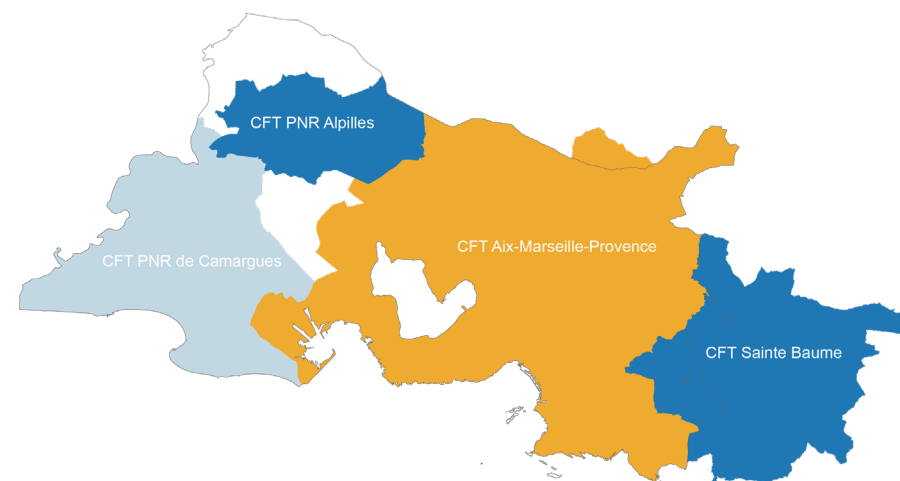 CFT PNR Alpilles
CFT Aix-Marseille-Provence
CFT PNR de Camargues
CFT Sainte Baume